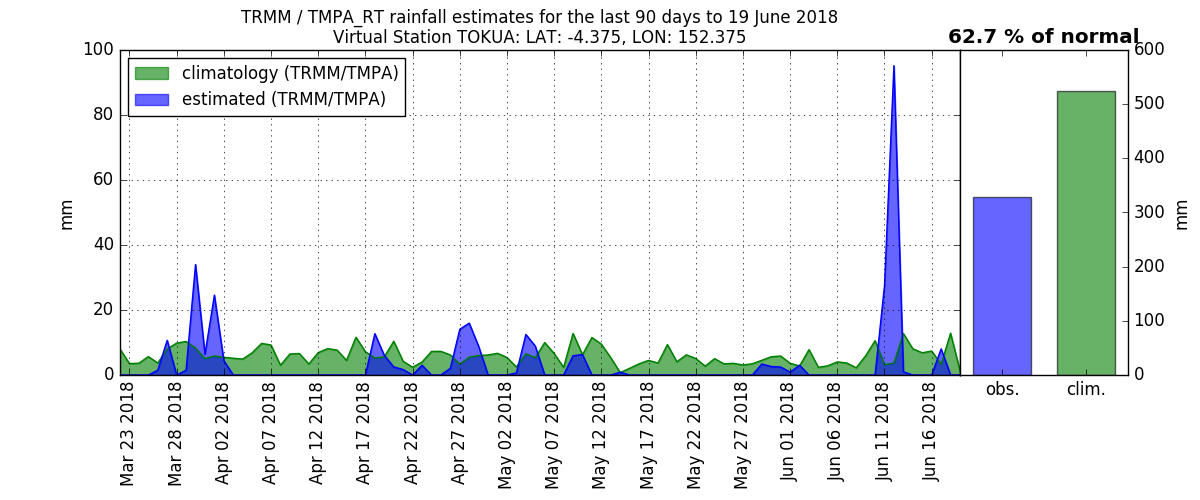 TRMM / TMPA_RT rainfall estimates for the last 90 days to 19 June 2018
Virtual Station TOKUA: LAT: -4.375, LON: 152.375
62.7 % of normal
climatology (TRMM/TMPA)
estimated (TRMM/TMPA)
100
80
60
40
20
0
mm
Mar 23 2018
Mar 28 2018
Apr 02 2018
Apr 07 2018
Apr 12 2018
Apr 17 2018
Apr 22 2018
Apr 27 2018
May 02 2018
May 07 2018
May 12 2018
May 17 2018
May 22 2018
May 27 2018
Jun 01 2018
Jun 06 2018
Jun 11 2018
Jun 16 2018
600
500
400
300
200
100
0
mm
obs.
clim.